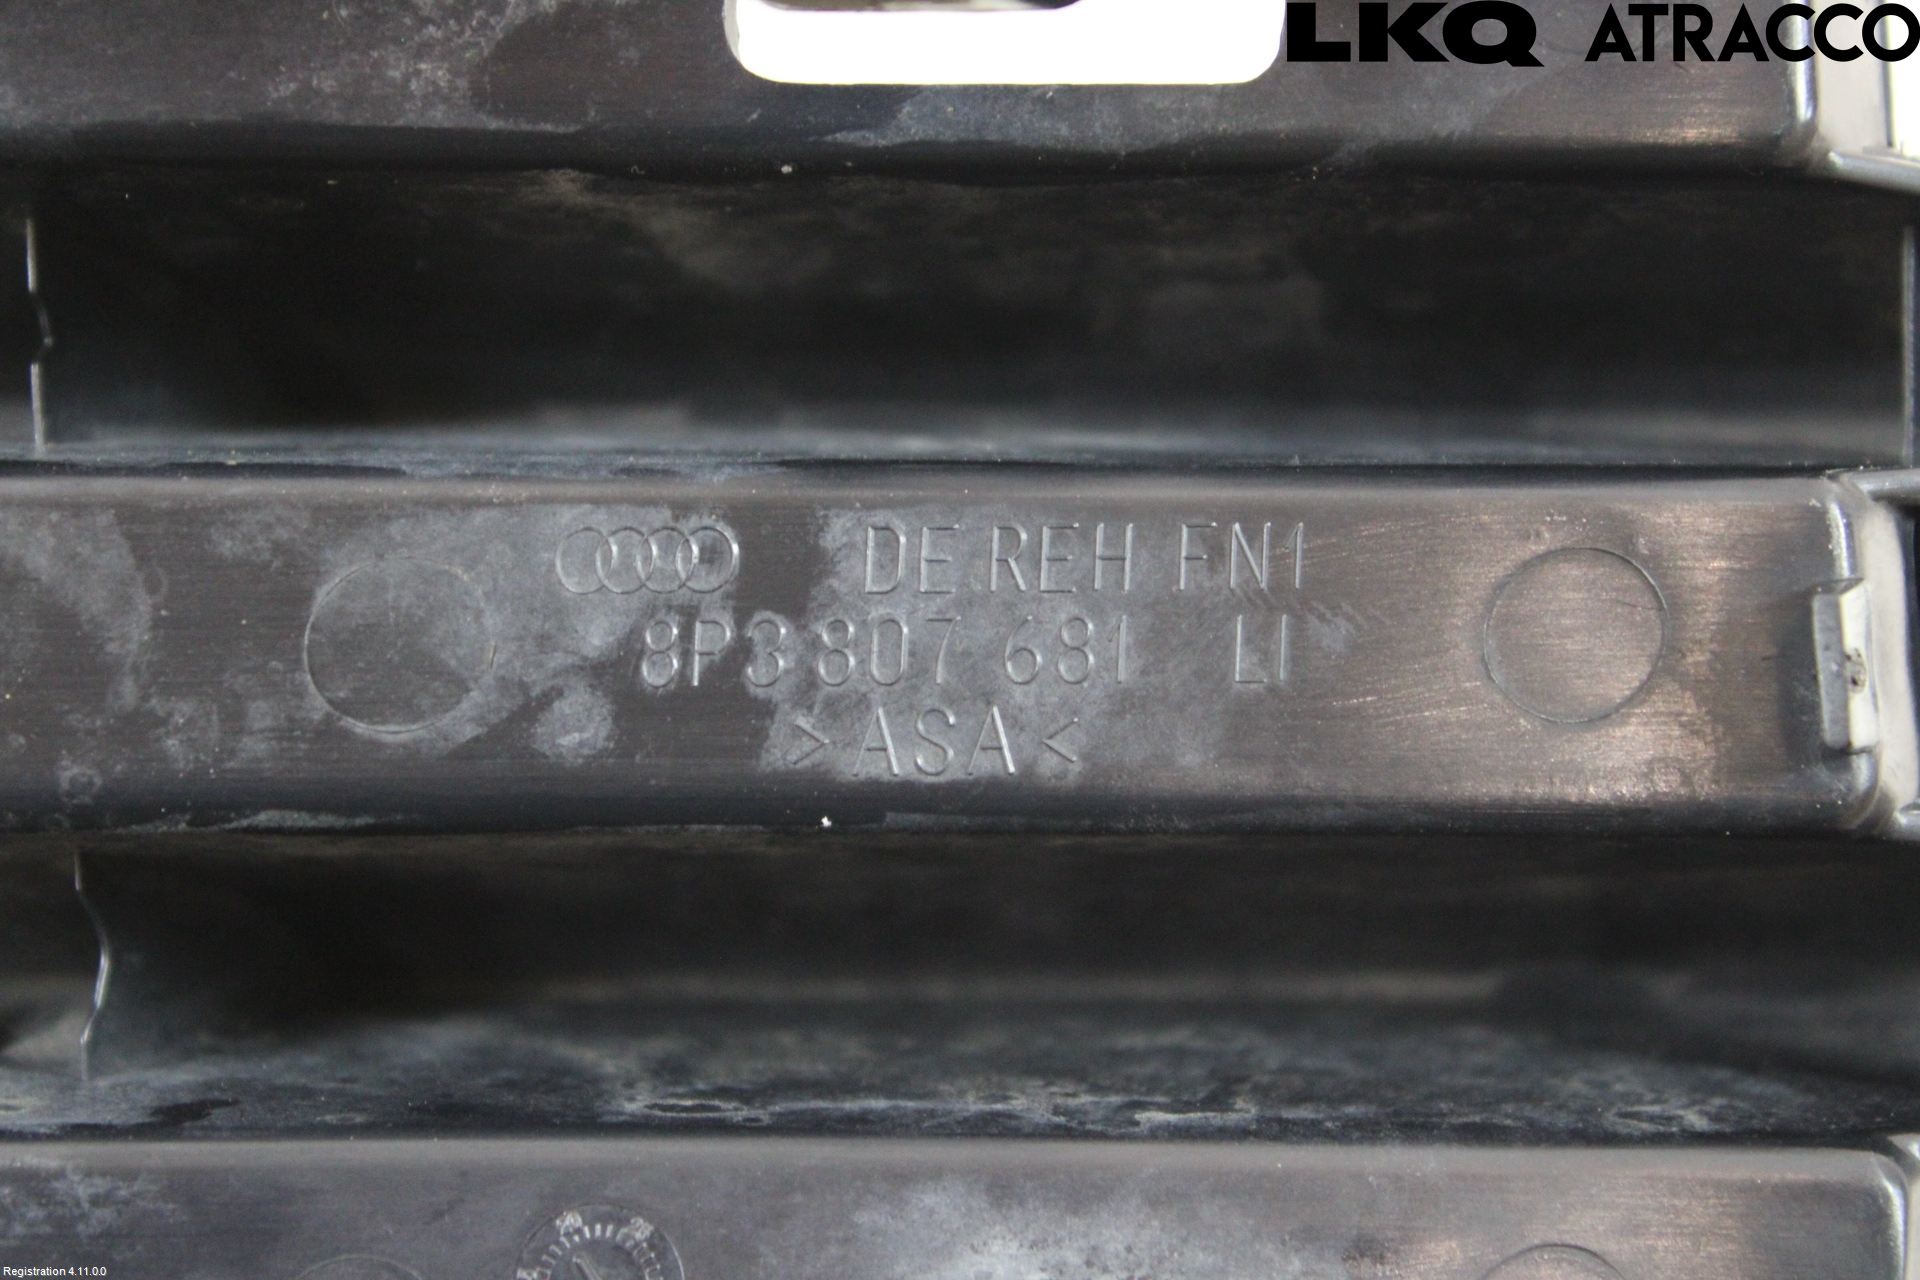 LKQ ATRACCO
DE REH FN1
8P3 807 681 LI
>ASA<
Registration 4.11.0.0